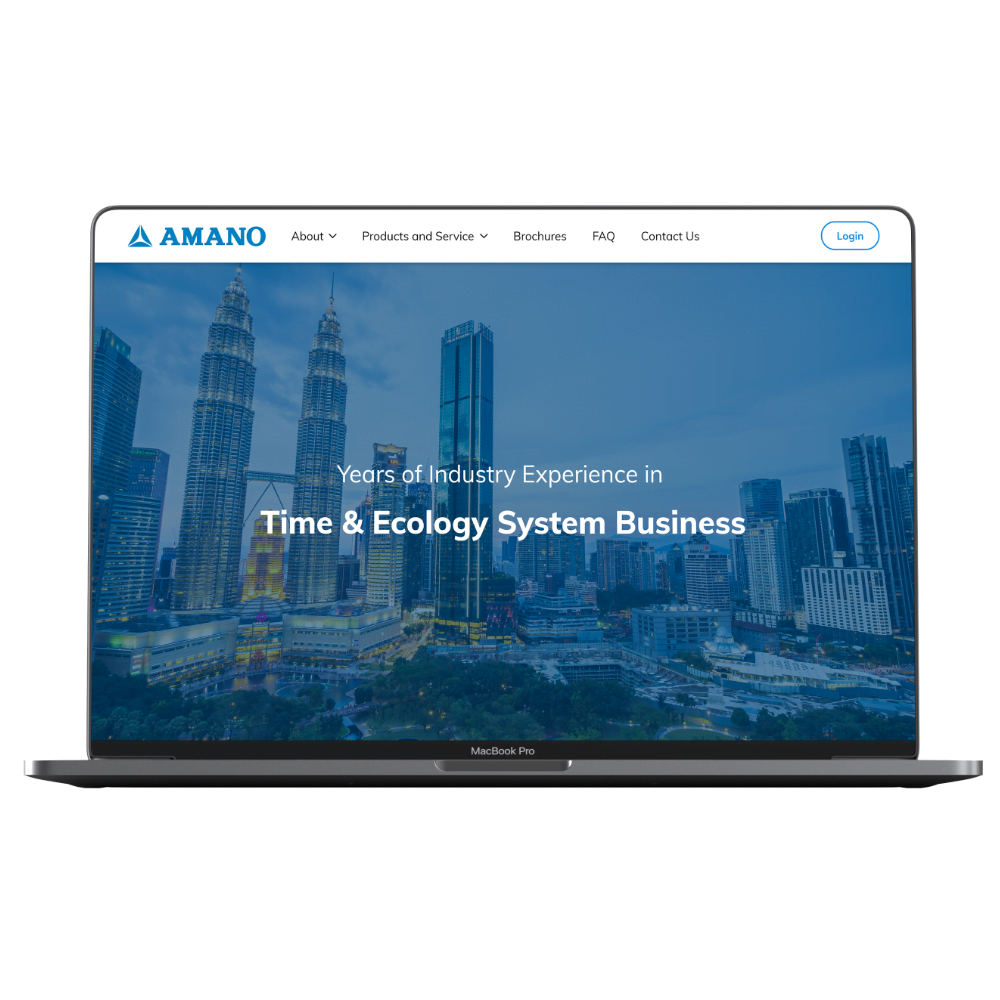 AMANO
About
Products and Service
Brochures
FAQ
Contact Us
Login
Years of Industry Experience in
Time & Ecology System Business
MacBook Pro